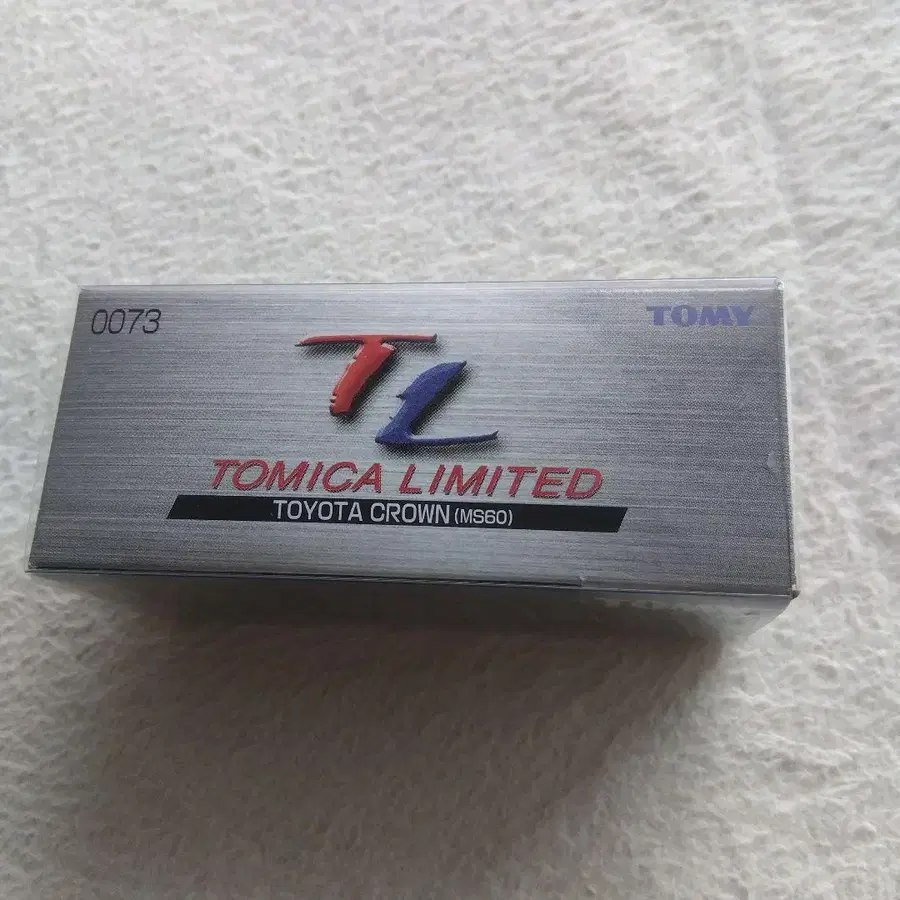 0073
TOMY
TL
TOMICA LIMITED
TOYOTA CROWN (MS60)